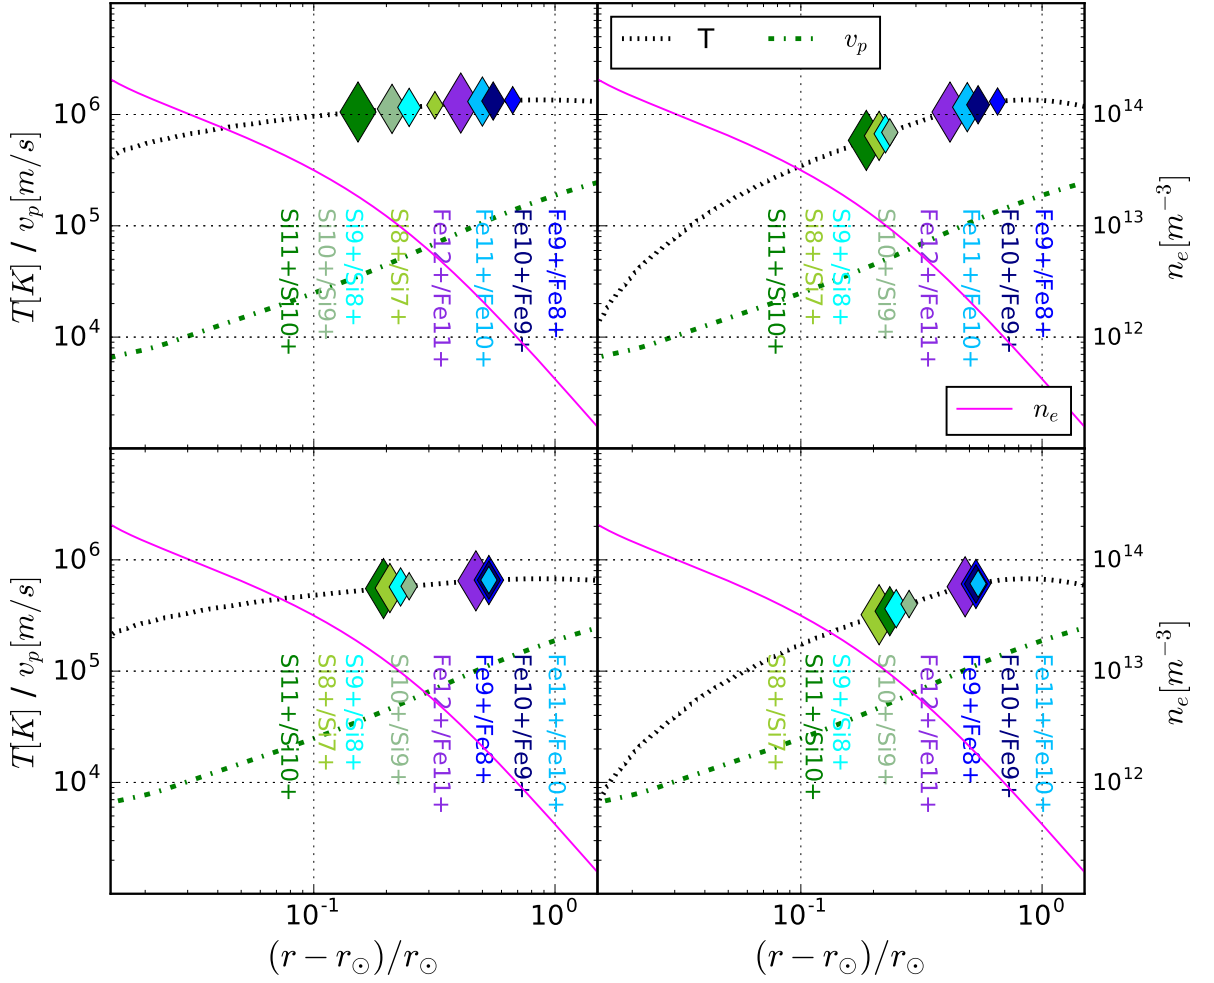 T
v_p
10^6
10^5
10^4
T[K] / v_p[m/s]
Si11+/Si10+
Si10+/Si9+
Si9+/Si8+
Si8+/Si7+
Fe12+/Fe11+
Fe11+/Fe10+
Fe10+/Fe9+
Fe9+/Fe8+
Si11+/Si10+
Si8+/Si7+
Si9+/Si8+
Si10+/Si9+
Fe12+/Fe11+
Fe11+/Fe10+
Fe10+/Fe9+
Fe9+/Fe8+
n_e
10^14
10^13
10^12
n_e[m^-3]
10^6
10^5
10^4
T[K] / v_p[m/s]
Si11+/Si10+
Si8+/Si7+
Si9+/Si8+
Si10+/Si9+
Fe12+/Fe11+
Fe9+/Fe8+
Fe10+/Fe9+
Fe11+/Fe10+
Si8+/Si7+
Si11+/Si10+
Si9+/Si8+
Si10+/Si9+
Fe12+/Fe11+
Fe9+/Fe8+
Fe10+/Fe9+
Fe11+/Fe10+
10^14
10^13
10^12
n_e[m^-3]
10^-1 10^0 10^-1 10^0
(r − r_⊙)/r_⊙ (r − r_⊙)/r_⊙